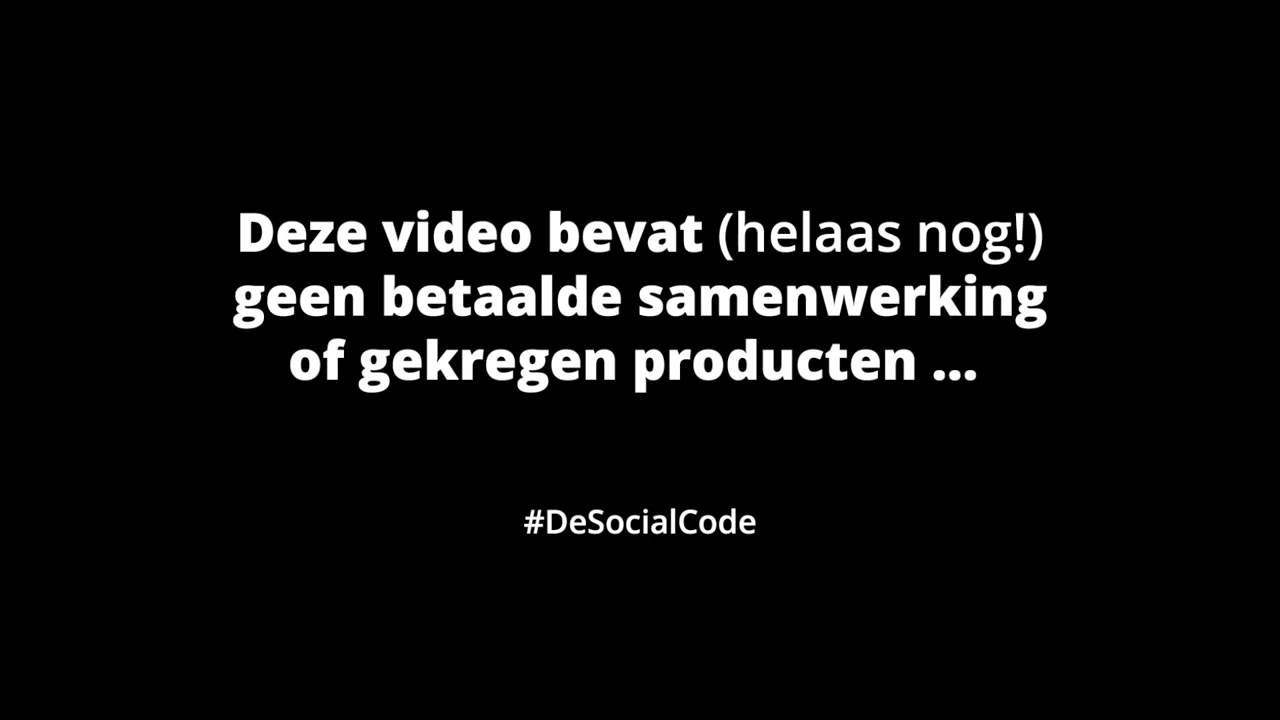 Deze video bevat (helaas nog!)
geen betaalde samenwerking
of gekregen producten ...
#DeSocialCode